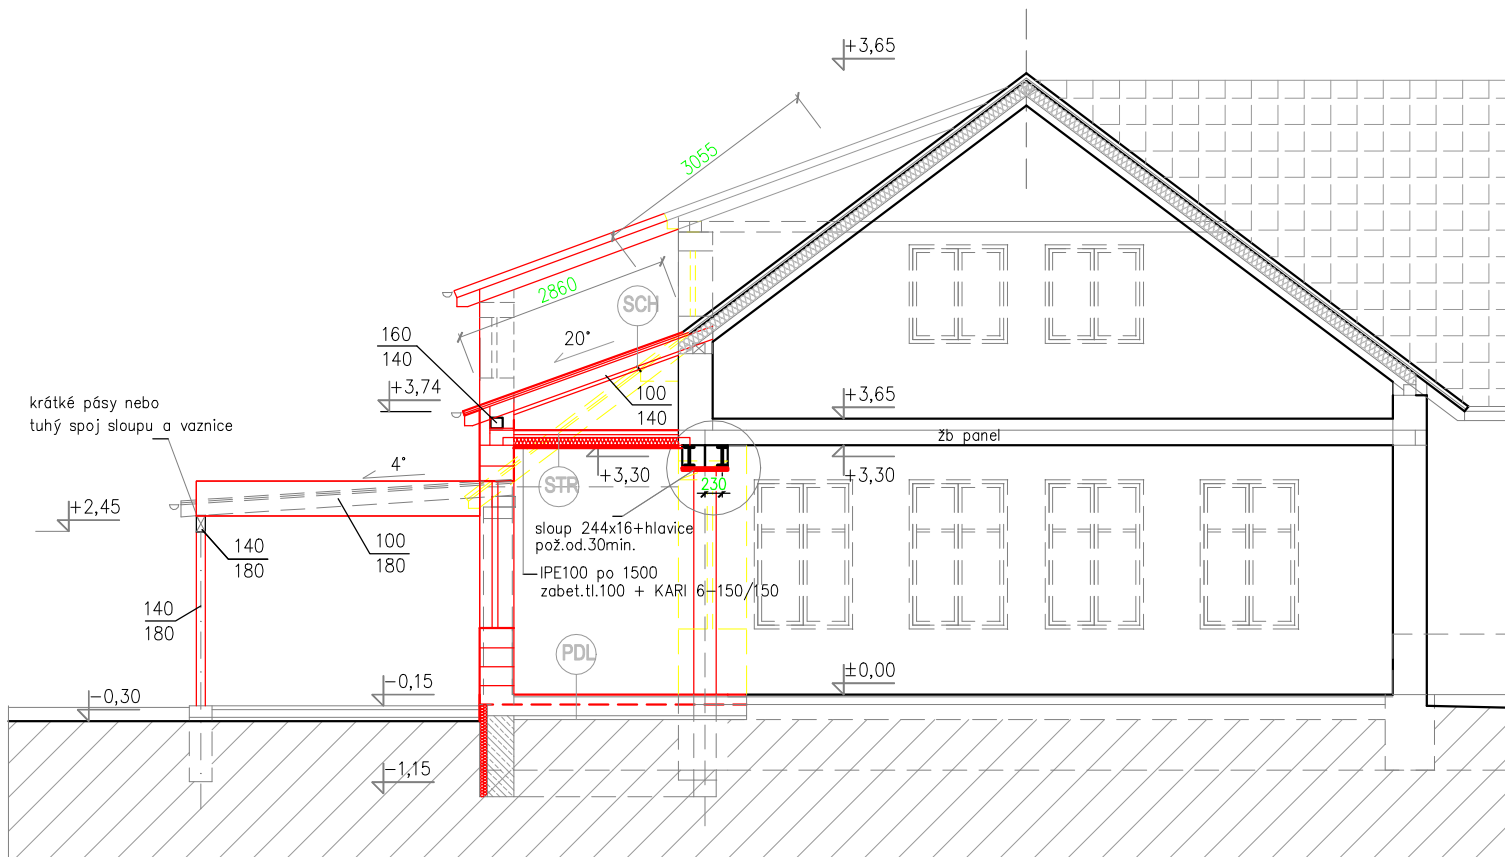 +3,65
3055
2860
SCH
20°
160
140
+3,74
100
140
+3,65
krátké pásy nebo
tuhý spoj sloupu a vaznice
žb panel
4°
+3,30
+3,30
STR
230
+2,45
sloup 244x16+hlavice
pož.od.30min.
140
180
100
180
IPE100 po 1500
zabet.tl.100 + KARI 6-150/150
140
180
PDL
±0,00
-0,15
-0,30
-1,15